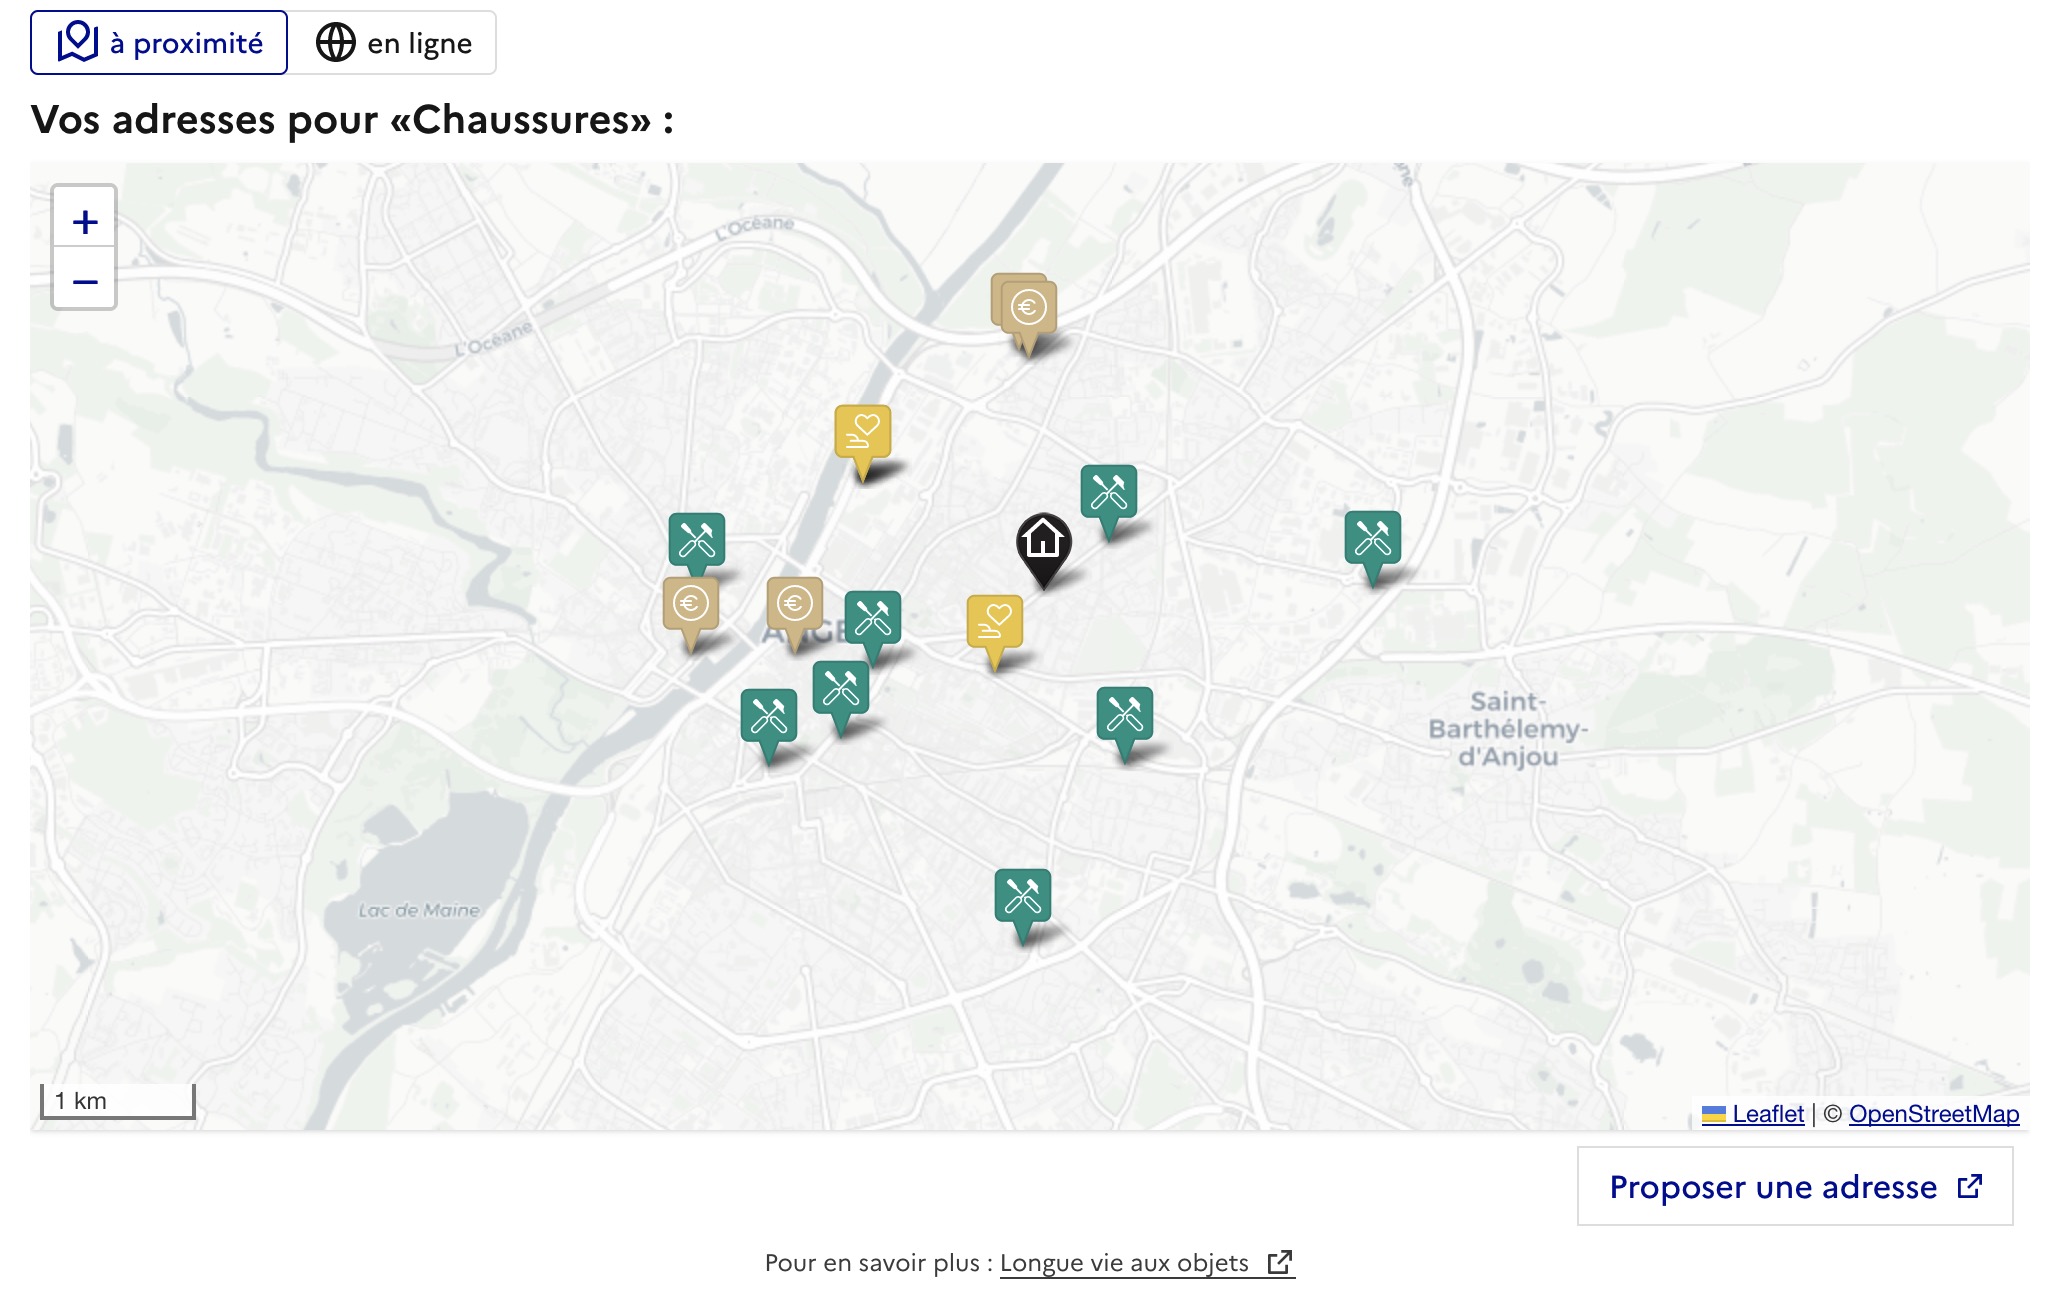 à proximité
en ligne
Vos adresses pour «Chaussures» :
+
−
L'Océane
L'Océane
Saint-
Barthélemy-
d'Anjou
Lac de Maine
1 km
Leaflet | © OpenStreetMap
Proposer une adresse
Pour en savoir plus : Longue vie aux objets